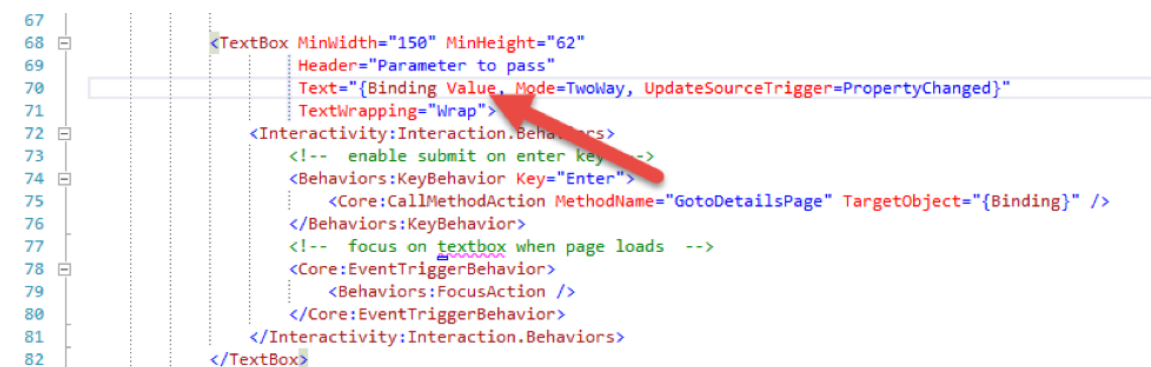 67
68 <TextBox MinWidth="150" MinHeight="62"
69 Header="Parameter to pass"
70 Text="{Binding Value, Mode=TwoWay, UpdateSourceTrigger=PropertyChanged}"
71 TextWrapping="Wrap">
72 <Interactivity:Interaction.Behaviors>
73 <!-- enable submit on enter key -->
74 <Behaviors:KeyBehavior Key="Enter">
75 <Core:CallMethodAction MethodName="GotoDetailsPage" TargetObject="{Binding}" />
76 </Behaviors:KeyBehavior>
77 <!-- focus on textbox when page loads -->
78 <Core:EventTriggerBehavior>
79 <Behaviors:FocusAction />
80 </Core:EventTriggerBehavior>
81 </Interactivity:Interaction.Behaviors>
82 </TextBox>